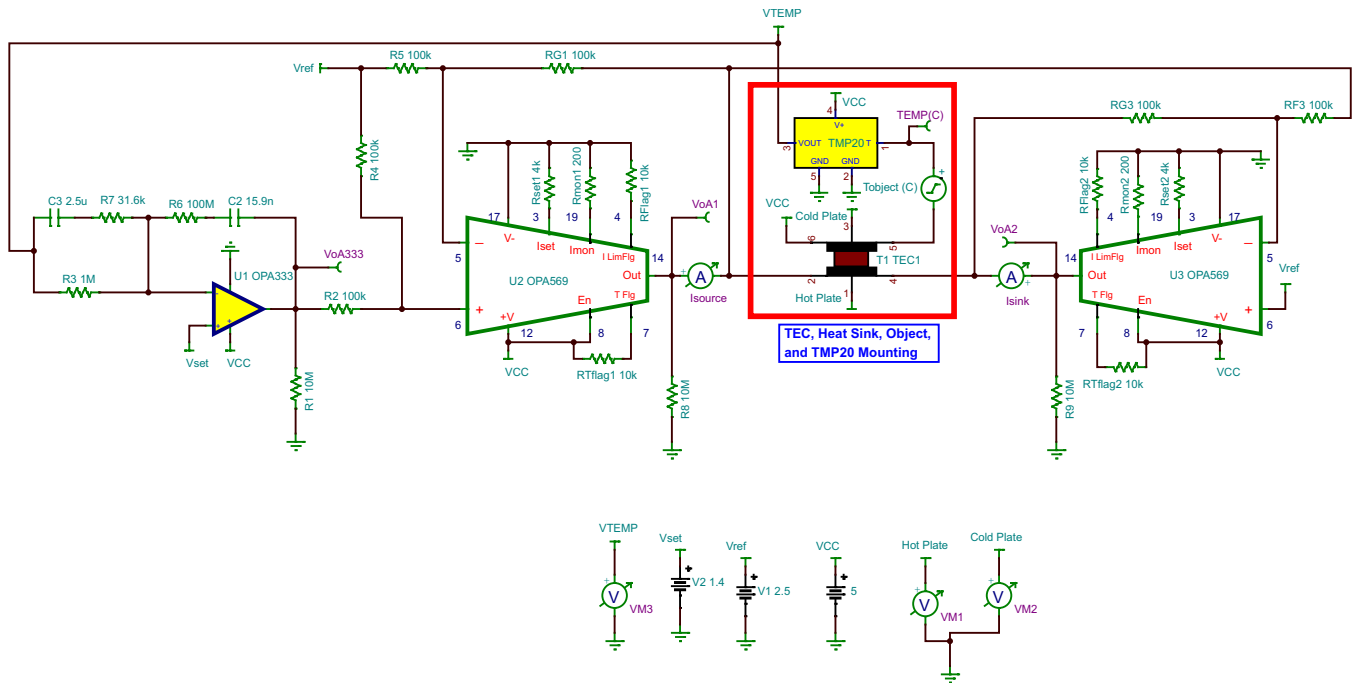 VTEMP
Vref
R5 100k
RG1 100k
R4 100k
VCC
4
V+
TEMP(C)
3
VOUT
TMP20
T
1
GND
GND
5
2
Tobject (C)
VCC
Cold Plate
6
3
5
T1 TEC1
2
4
Hot Plate
1
TEC, Heat Sink, Object,
and TMP20 Mounting
RG3 100k
RF3 100k
C3 2.5u
R7 31.6k
R6 100M
C2 15.9n
R3 1M
U1 OPA333
VoA333
R2 100k
Vset
VCC
R1 10M
Rset1 4k
Rmon1 200
RFlag1 10k
17
3
19
4
V-
Iset
Imon
I LimFlg
5
14
U2 OPA569
Out
En
T Flg
+V
6
12
8
7
VCC
RTflag1 10k
VoA1
A
Isource
R8 10M
VoA2
A
Isink
R9 10M
RFlag2 10k
Rmon2 200
Rset2 4k
4
19
3
17
I LimFlg
Imon
Iset
V-
14
5
Out
U3 OPA569
Vref
T Flg
En
+V
7
8
12
6
RTflag2 10k
VCC
VTEMP
V
VM3
Vset
V2 1.4
Vref
V1 2.5
VCC
5
Hot Plate
V
VM1
Cold Plate
V
VM2